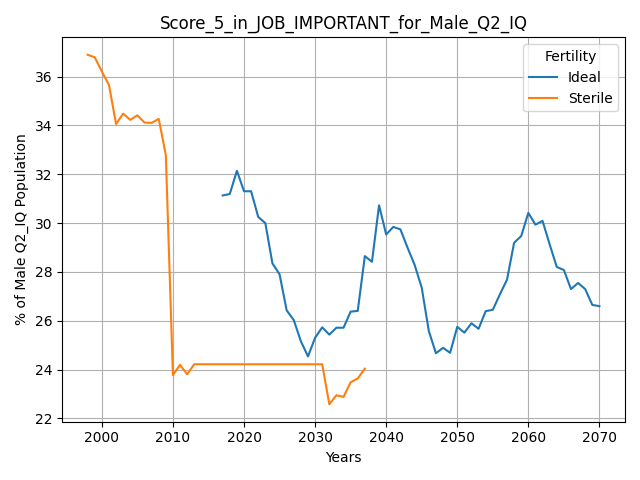 Score_5_in_JOB_IMPORTANT_for_Male_Q2_IQ
Fertility
Ideal
Sterile
% of Male Q2_IQ Population
36
34
32
30
28
26
24
22
2000 2010 2020 2030 2040 2050 2060 2070
Years